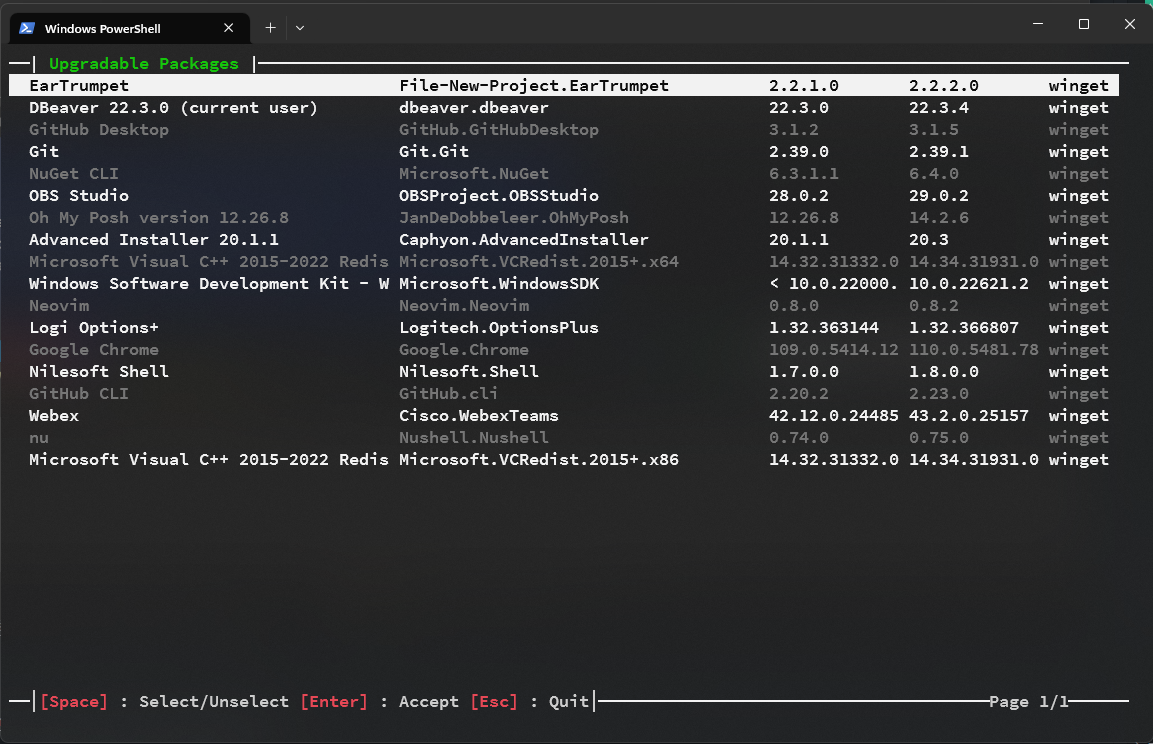 Windows PowerShell
Upgradable Packages
EarTrumpet File-New-Project.EarTrumpet 2.2.1.0 2.2.2.0 winget
DBeaver 22.3.0 (current user) dbeaver.dbeaver 22.3.0 22.3.4 winget
GitHub Desktop GitHub.GitHubDesktop 3.1.2 3.1.5 winget
Git Git.Git 2.39.0 2.39.1 winget
NuGet CLI Microsoft.NuGet 6.3.1.1 6.4.0 winget
OBS Studio OBSProject.OBSStudio 28.0.2 29.0.2 winget
Oh My Posh version 12.26.8 JanDeDobbeleer.OhMyPosh 12.26.8 14.2.6 winget
Advanced Installer 20.1.1 Caphyon.AdvancedInstaller 20.1.1 20.3 winget
Microsoft Visual C++ 2015-2022 Redis Microsoft.VCRedist.2015+.x64 14.32.31332.0 14.34.31931.0 winget
Windows Software Development Kit - W Microsoft.WindowsSDK < 10.0.22000. 10.0.22621.2 winget
Neovim Neovim.Neovim 0.8.0 0.8.2 winget
Logi Options+ Logitech.OptionsPlus 1.32.363144 1.32.366807 winget
Google Chrome Google.Chrome 109.0.5414.12 110.0.5481.78 winget
Nilesoft Shell Nilesoft.Shell 1.7.0.0 1.8.0.0 winget
GitHub CLI GitHub.cli 2.20.2 2.23.0 winget
Webex Cisco.WebexTeams 42.12.0.24485 43.2.0.25157 winget
nu Nushell.Nushell 0.74.0 0.75.0 winget
Microsoft Visual C++ 2015-2022 Redis Microsoft.VCRedist.2015+.x86 14.32.31332.0 14.34.31931.0 winget
[Space] : Select/Unselect [Enter] : Accept [Esc] : Quit Page 1/1